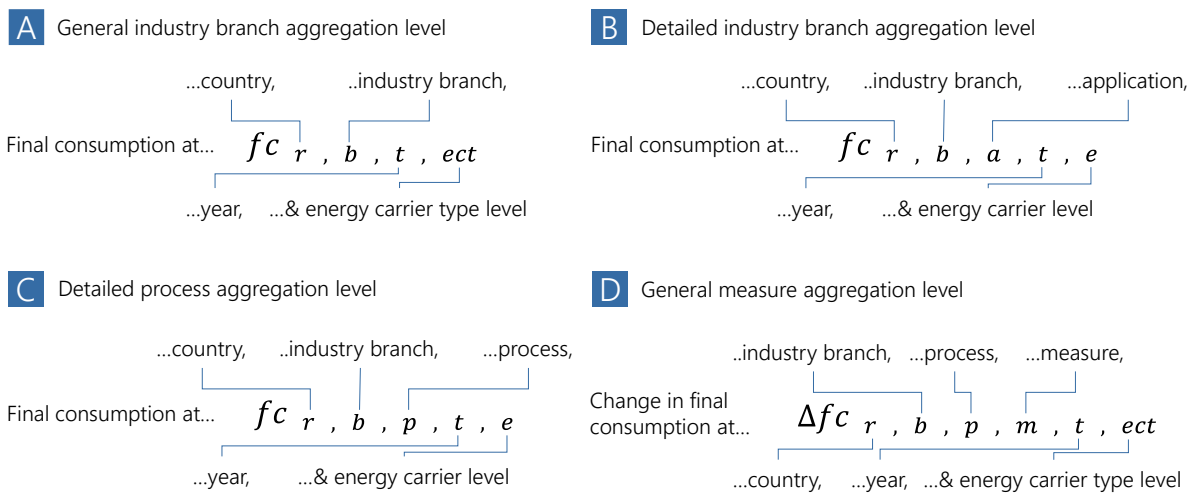 A General industry branch aggregation level
...country, ..industry branch,
Final consumption at... fc r , b , t , ect
...year, ...& energy carrier type level
B Detailed industry branch aggregation level
...country, ..industry branch, ...application,
Final consumption at... fc r , b , a , t , e
...year, ...& energy carrier level
C Detailed process aggregation level
...country, ..industry branch, ...process,
Final consumption at... fc r , b , p , t , e
...year, ...& energy carrier level
D General measure aggregation level
..industry branch, ...process, ...measure,
Change in final
consumption at... Δfc r , b , p , m , t , ect
...country, ...year, ...& energy carrier type level